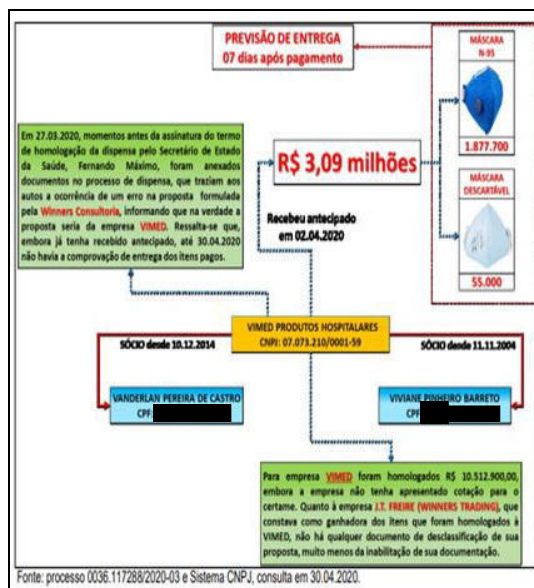 PREVISÃO DE ENTREGA
07 dias após pagamento
MÁSCARA
N-95
1.877.700
MÁSCARA
DESCARTÁVEL
55.000
Em 27.03.2020, momentos antes da assinatura do termo
de homologação da dispensa pelo Secretário de Estado
da Saúde, Fernando Máximo, foram anexados
documentos no processo de dispensa, que traziam aos
autos a ocorrência de um erro na proposta formulada
pela Winners Consultoria, informando que na verdade a
proposta seria da empresa VIMED. Ressalta-se que,
embora já tenha recebido antecipado, até 30.04.2020
não havia a comprovação de entrega dos itens pagos.
R$ 3,09 milhões
Recebeu antecipado
em 02.04.2020
VIMED PRODUTOS HOSPITALARES
CNPJ: 07.073.210/0001-59
SÓCIO desde 10.12.2014
SÓCIO desde 11.11.2004
VANDERLAN PEREIRA DE CASTRO
CPF:
VIVIANE PINHEIRO BARRETO
CPF
Para empresa VIMED foram homologados R$ 10.512.900,00,
embora a empresa não tenha apresentado cotação para o
certame. Quanto à empresa J.T. FREIRE (WINNERS TRADING), que
constava como ganhadora dos itens que foram homologados à
VIMED, não há qualquer documento de desclassificação de sua
proposta, muito menos da inabilitação de sua documentação.
Fonte: processo 0036.117288/2020-03 e Sistema CNPJ, consulta em 30.04.2020.